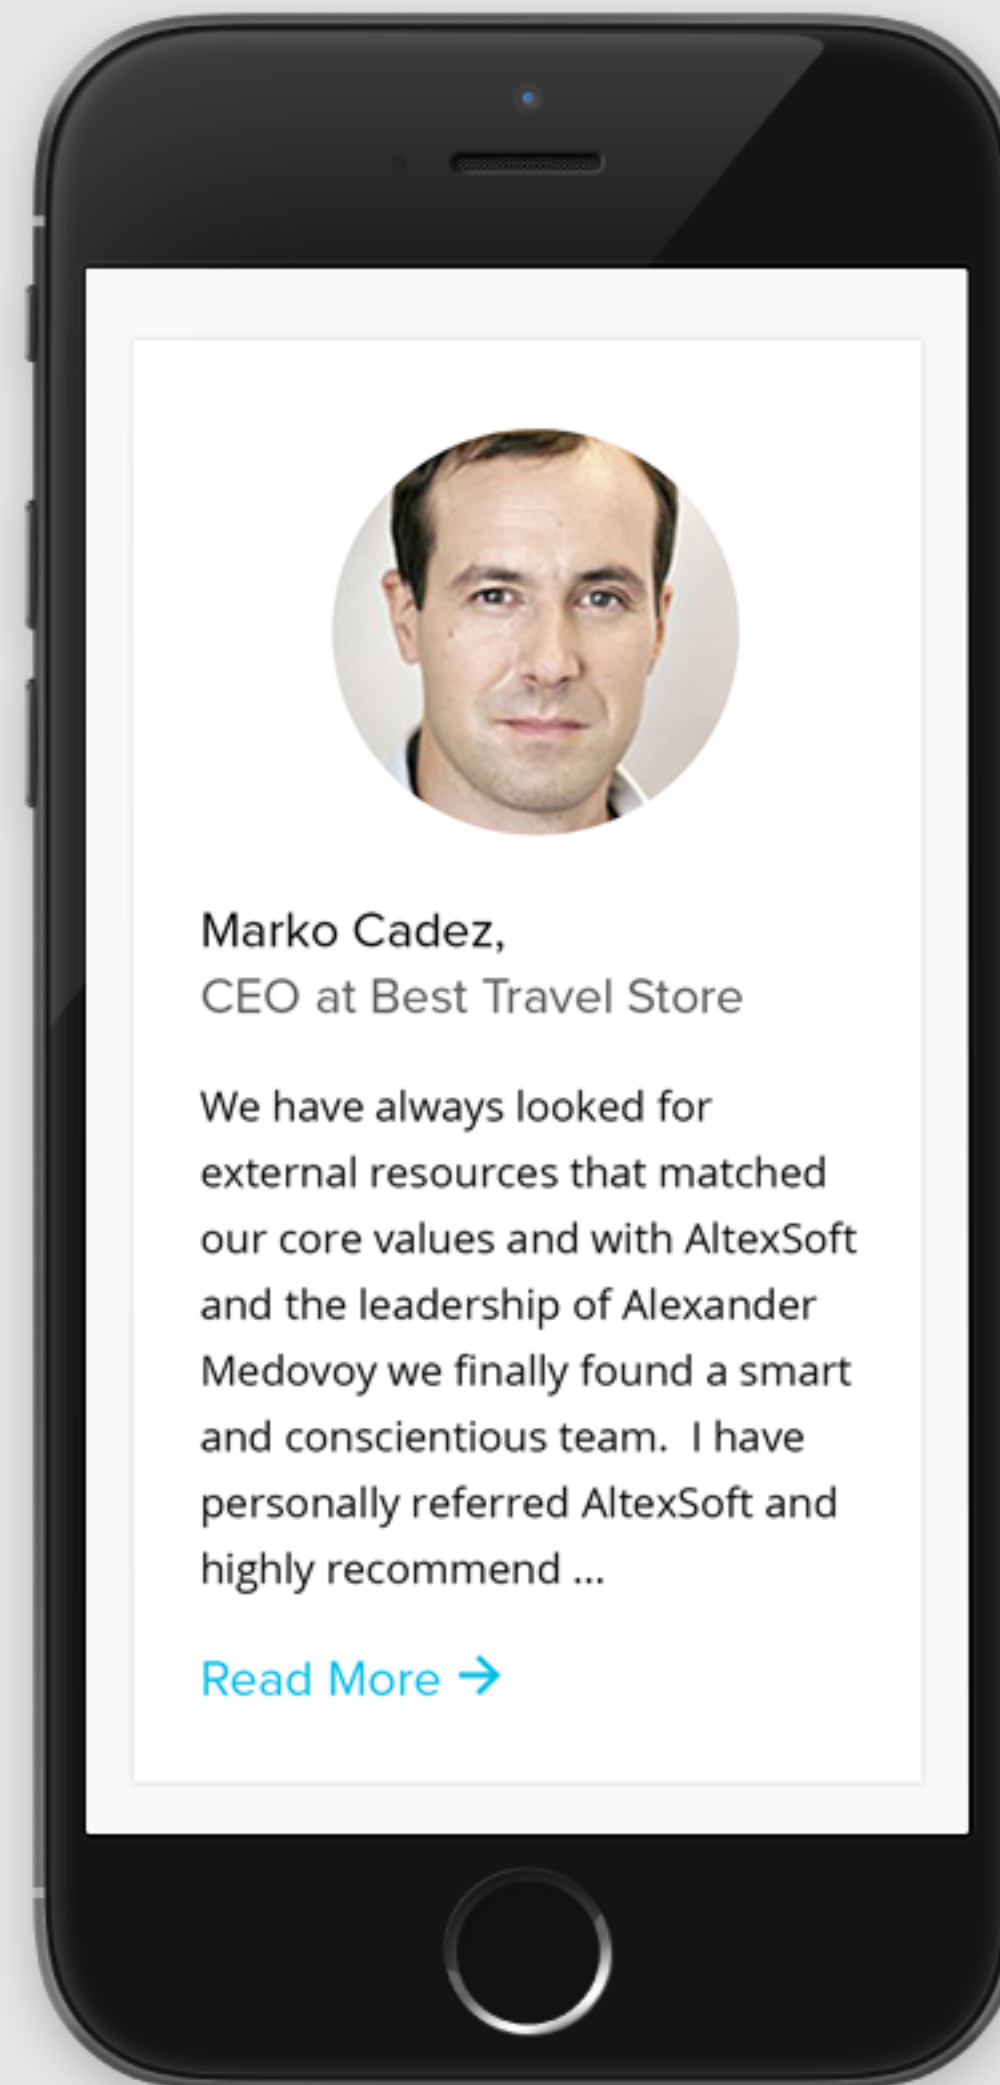 Marko Cadez,
CEO at Best Travel Store
We have always looked for
external resources that matched
our core values and with AltexSoft
and the leadership of Alexander
Medovoy we finally found a smart
and conscientious team.  I have
personally referred AltexSoft and
highly recommend ...
Read More →